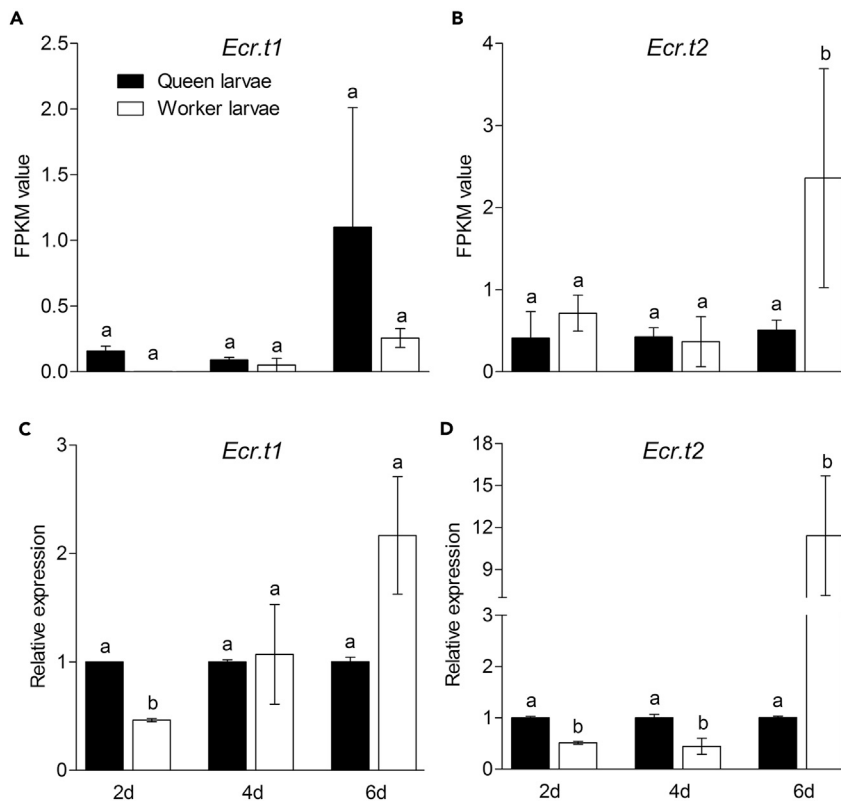 A
Ecr.t1
2.5
2.0
1.5
1.0
0.5
0.0
FPKM value
Queen larvae
Worker larvae
a a a a a a
B
Ecr.t2
4
3
2
1
0
FPKM value
a a a a a b
C
Ecr.t1
3
2
1
0
Relative expression
a b a a a a
2d 4d 6d
D
Ecr.t2
18
15
12
9
3
2
1
0
Relative expression
a b a b a b
2d 4d 6d